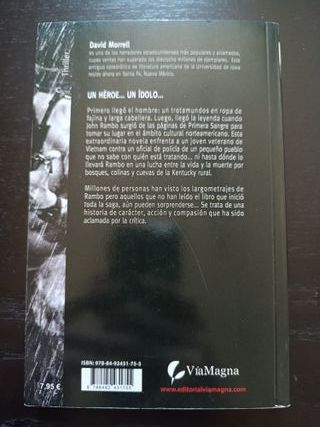 Thriller
David Morrell
es uno de los narradores estadounidenses más populares y aclamados,
cuyas ventas han superado los dieciocho millones de ejemplares. Este
antiguo catedrático de literatura americana de la Universidad de Iowa
reside ahora en Santa Fe, Nuevo México.
UN HÉROE... UN ÍDOLO...
Primero llegó el hombre: un trotamundos en ropa de
fajina y larga cabellera. Luego, llegó la leyenda cuando
John Rambo surgió de las páginas de Primera Sangre para
tomar su lugar en el ámbito cultural norteamericano. Esta
extraordinaria novela enfrenta a un joven veterano de
Vietnam contra un oficial de policía de un pequeño pueblo
que no sabe con quién está tratando... ni hasta dónde lo
llevará Rambo en una lucha entre la vida y la muerte por
bosques, colinas y cuevas de la Kentucky rural.
Millones de personas han visto los largometrajes de
Rambo pero aquellos que no han leído el libro que inició
toda la saga, aún pueden sorprenderse... Se trata de una
historia de carácter, acción y compasión que ha sido
aclamada por la crítica.
ISBN: 978-84-92431-75-5
9 788492 431755
VíaMagna
www.editorialviamagna.com
7,95 €